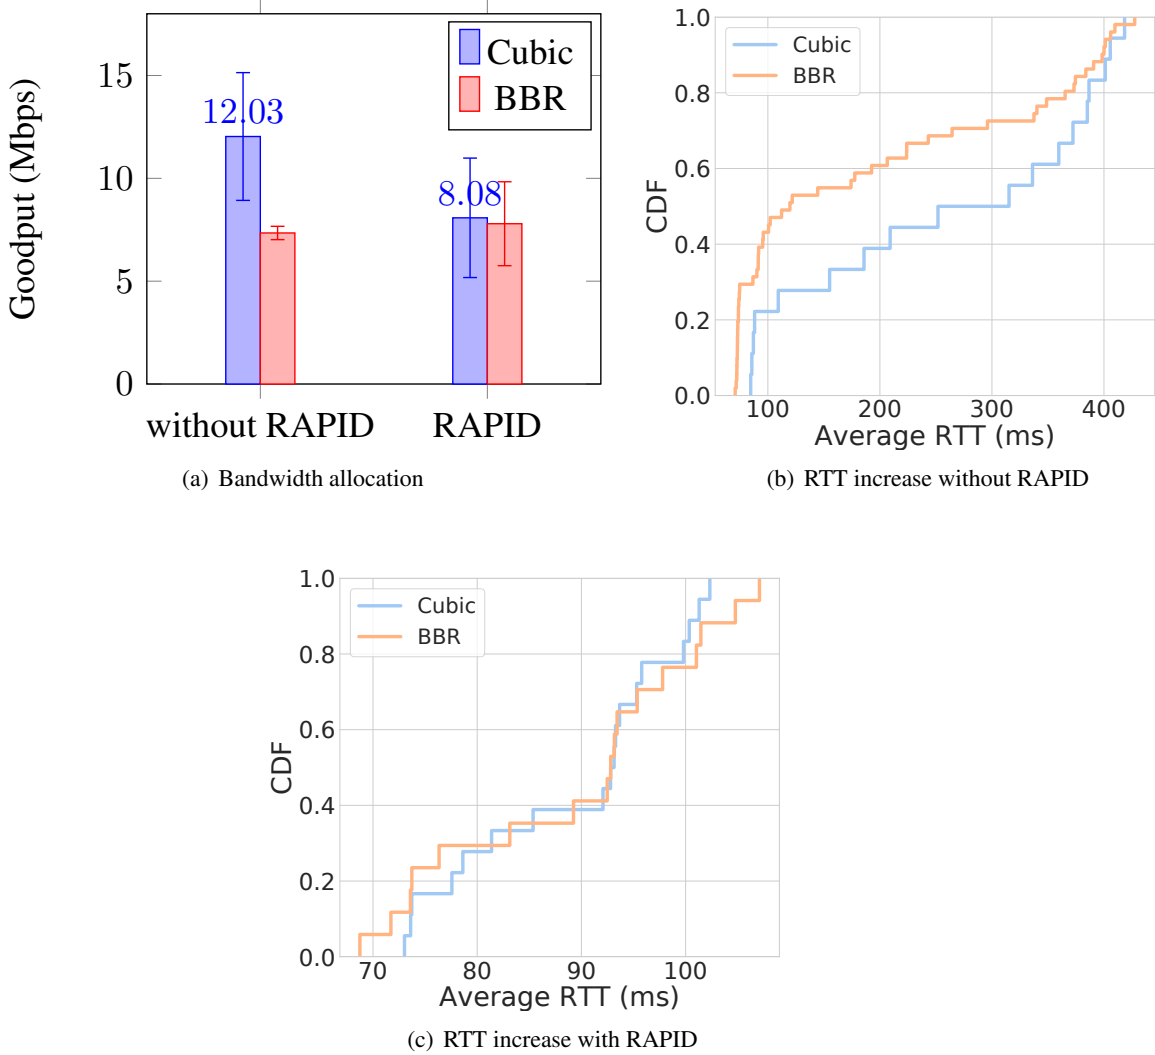 Goodput (Mbps)
15
10
5
0
12.03
8.08
Cubic
BBR
without RAPID
RAPID
(a) Bandwidth allocation
CDF
1.0
0.8
0.6
0.4
0.2
0.0
Cubic
BBR
100
200
300
400
Average RTT (ms)
(b) RTT increase without RAPID
CDF
1.0
0.8
0.6
0.4
0.2
0.0
Cubic
BBR
70
80
90
100
Average RTT (ms)
(c) RTT increase with RAPID